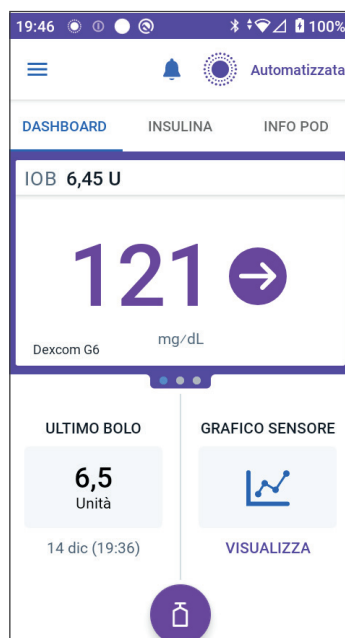 19:46 100%
Automatizzata
DASHBOARD INSULINA INFO POD
IOB 6,45 U
121
mg/dL
Dexcom G6
ULTIMO BOLO GRAFICO SENSORE
6,5
Unità
14 dic (19:36) VISUALIZZA